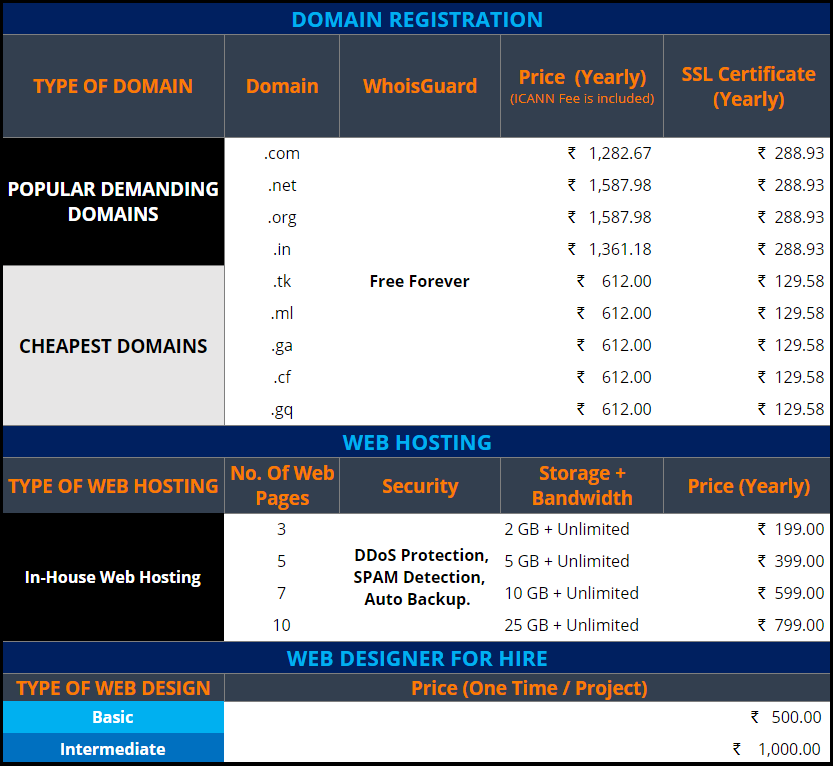 DOMAIN REGISTRATION
TYPE OF DOMAIN Domain WhoisGuard Price (Yearly) (ICANN Fee is included) SSL Certificate (Yearly)
POPULAR DEMANDING DOMAINS
.com ₹ 1,282.67 ₹ 288.93
.net ₹ 1,587.98 ₹ 288.93
.org ₹ 1,587.98 ₹ 288.93
.in ₹ 1,361.18 ₹ 288.93
Free Forever
CHEAPEST DOMAINS
.tk ₹ 612.00 ₹ 129.58
.ml ₹ 612.00 ₹ 129.58
.ga ₹ 612.00 ₹ 129.58
.cf ₹ 612.00 ₹ 129.58
.gq ₹ 612.00 ₹ 129.58
WEB HOSTING
TYPE OF WEB HOSTING No. Of Web Pages Security Storage + Bandwidth Price (Yearly)
In-House Web Hosting
DDoS Protection,
SPAM Detection,
Auto Backup.
3 2 GB + Unlimited ₹ 199.00
5 5 GB + Unlimited ₹ 399.00
7 10 GB + Unlimited ₹ 599.00
10 25 GB + Unlimited ₹ 799.00
WEB DESIGNER FOR HIRE
TYPE OF WEB DESIGN Price (One Time / Project)
Basic ₹ 500.00
Intermediate ₹ 1,000.00